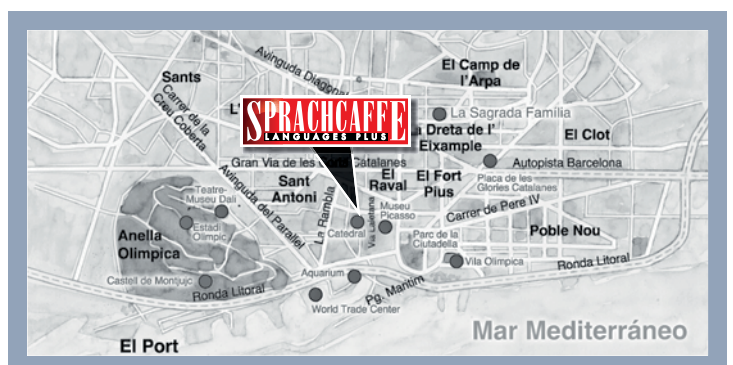 Avinguda Diagonal
El Camp de
l'Arpa
Sants
Carrer de la
Creu Coberta
L'
SPRACHCAFFE
LANGUAGES PLUS
La Sagrada Familia
Dreta de l'
Eixample
El Clot
Gran Via de les Corts Catalanes
Autopista Barcelona
El
Raval
El Fort
Pius
Placa de les
Glories Catalanes
Sant
Antoni
Avinguda del Parallel
Teatre-
Museu Dali
La Rambla
Via Laietana
Museu
Picasso
Carrer de Pere IV
Estadi
Olimpic
Catedral
Anella
Olimpica
Parc de la
Ciutadella
Poble Nou
Vila Olimpica
Ronda Litoral
Castell de Montjuic
Aquarium
Ronda Litoral
Pg. Mantim
World Trade Center
Mar Mediterráneo
El Port